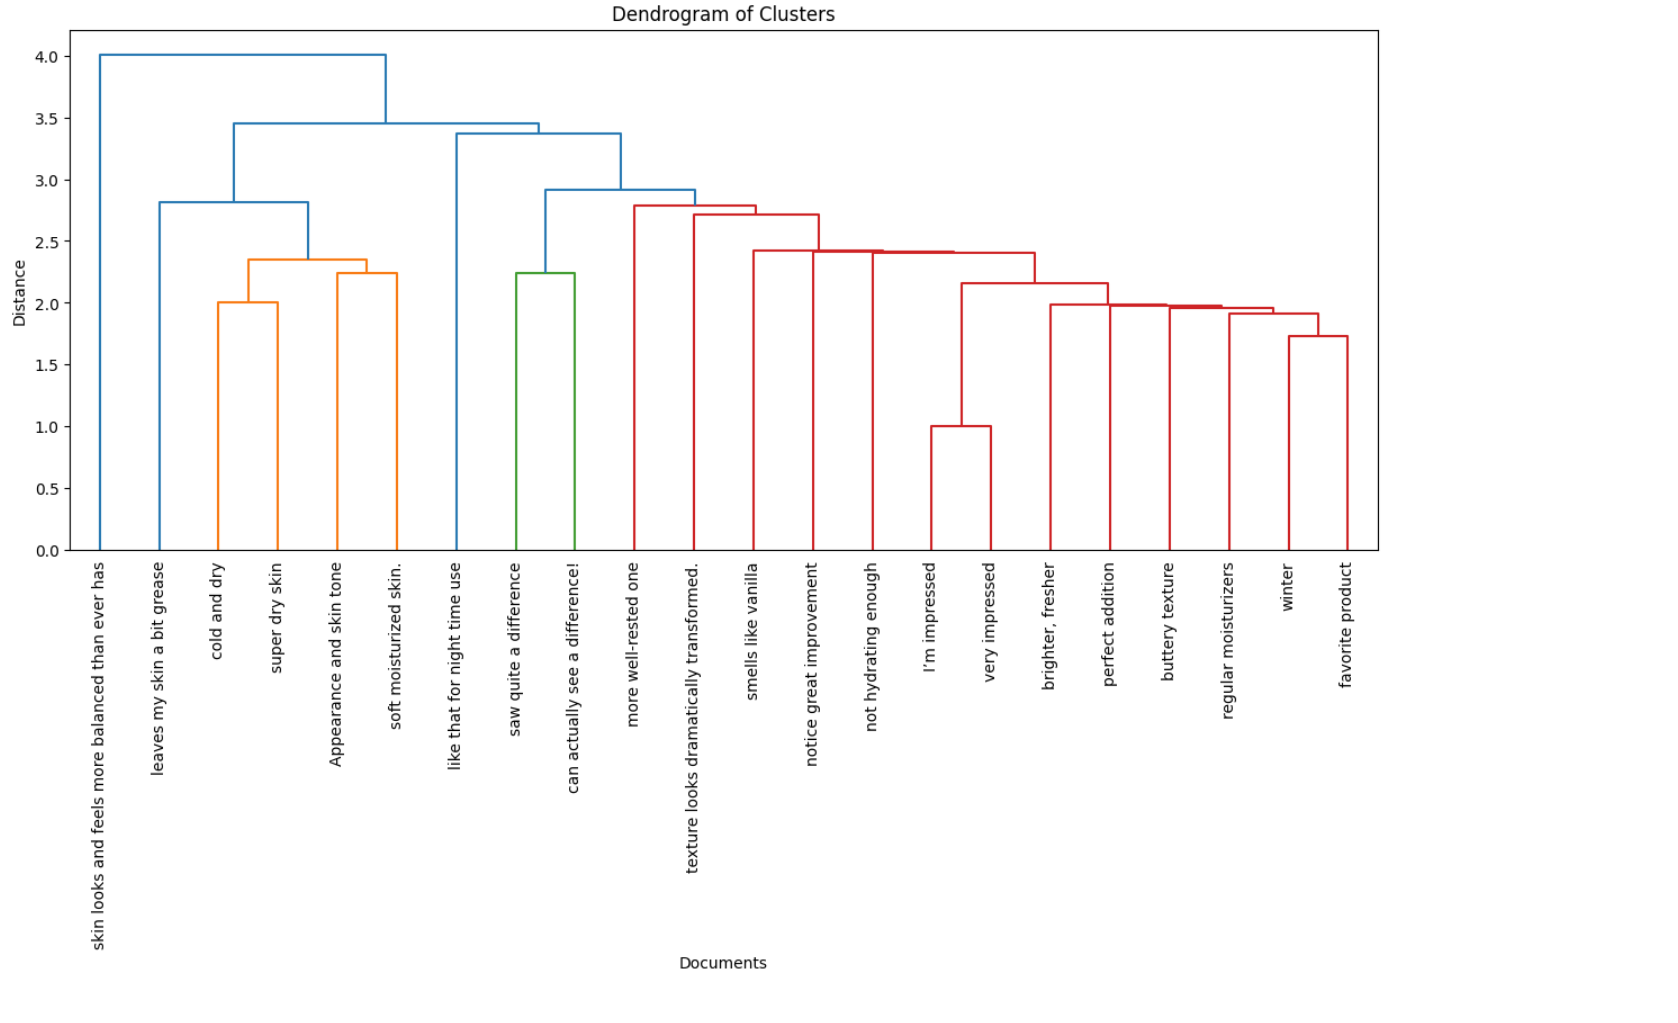 Dendrogram of Clusters
4.0
3.5
3.0
2.5
2.0
1.5
1.0
0.5
0.0
Distance
skin looks and feels more balanced than ever has
leaves my skin a bit grease
cold and dry
super dry skin
Appearance and skin tone
soft moisturized skin.
like that for night time use
saw quite a difference
can actually see a difference!
more well-rested one
texture looks dramatically transformed.
smells like vanilla
notice great improvement
not hydrating enough
I’m impressed
very impressed
brighter, fresher
perfect addition
buttery texture
regular moisturizers
winter
favorite product
Documents